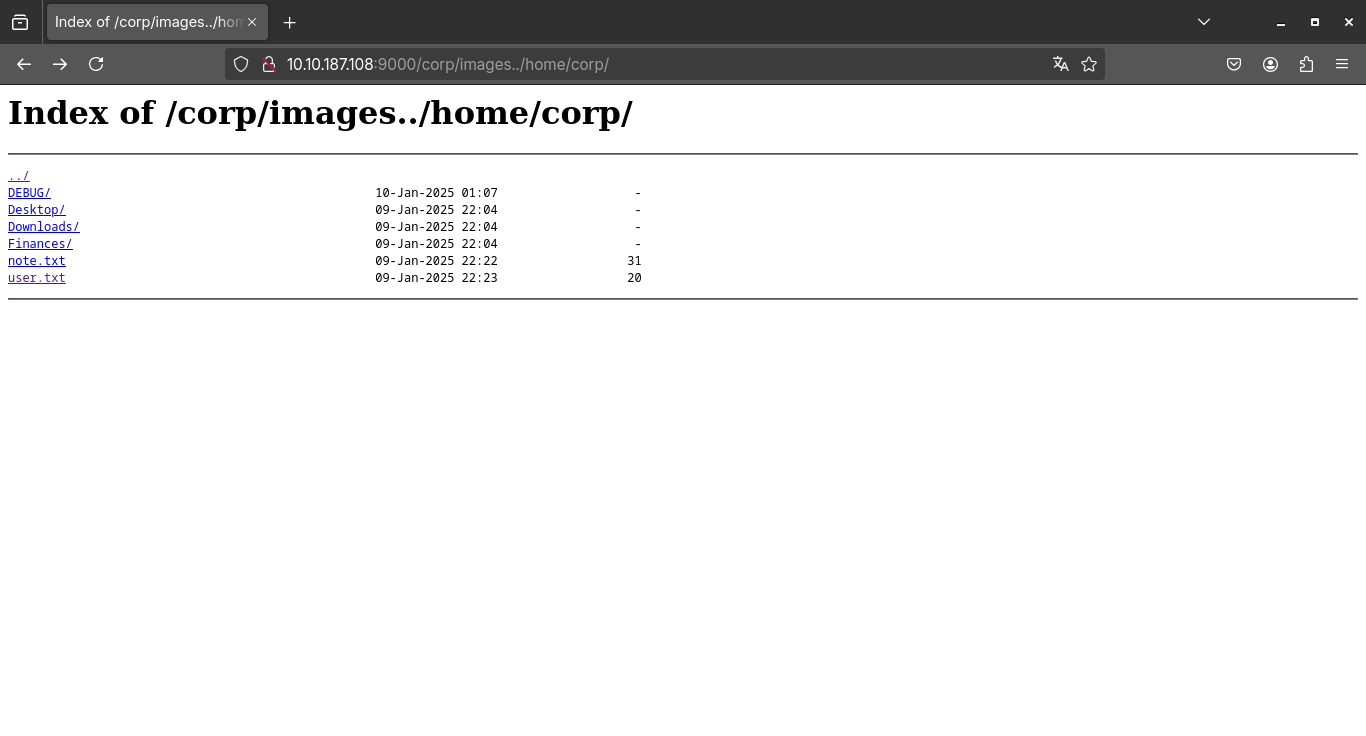 Index of /corp/images../hom
10.10.187.108:9000/corp/images../home/corp/
Index of /corp/images../home/corp/
../
DEBUG/ 10-Jan-2025 01:07 -
Desktop/ 09-Jan-2025 22:04 -
Downloads/ 09-Jan-2025 22:04 -
Finances/ 09-Jan-2025 22:04 -
note.txt 09-Jan-2025 22:22 31
user.txt 09-Jan-2025 22:23 20